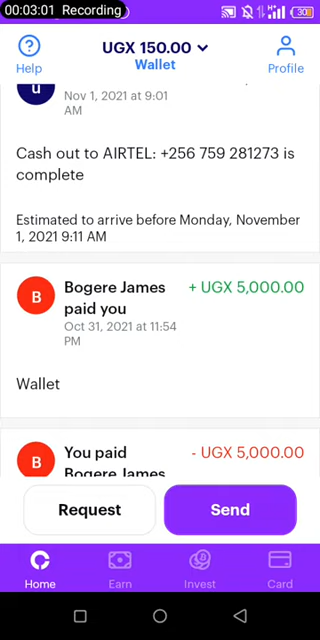 00:03:01 Recording
30
UGX 150.00
Wallet
Help
Profile
u
Nov 1, 2021 at 9:01
AM
Cash out to AIRTEL: +256 759 281273 is
complete
Estimated to arrive before Monday, November
1, 2021 9:11 AM
B
Bogere James
paid you
+ UGX 5,000.00
Oct 31, 2021 at 11:54
PM
Wallet
B
You paid
Bogere James
- UGX 5,000.00
Request
Send
Home
Earn
Invest
Card